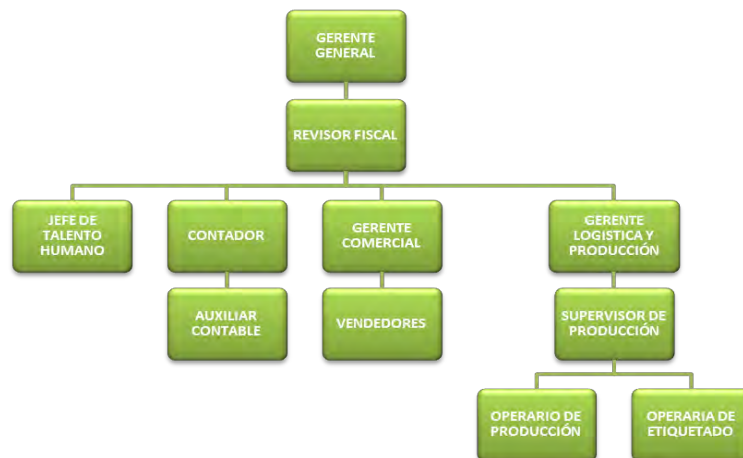 GERENTE
GENERAL
REVISOR FISCAL
JEFE DE
TALENTO
HUMANO
CONTADOR
GERENTE
COMERCIAL
GERENTE
LOGISTICA Y
PRODUCCIÓN
AUXILIAR
CONTABLE
VENDEDORES
SUPERVISOR DE
PRODUCCIÓN
OPERARIO DE
PRODUCCIÓN
OPERARIA DE
ETIQUETADO